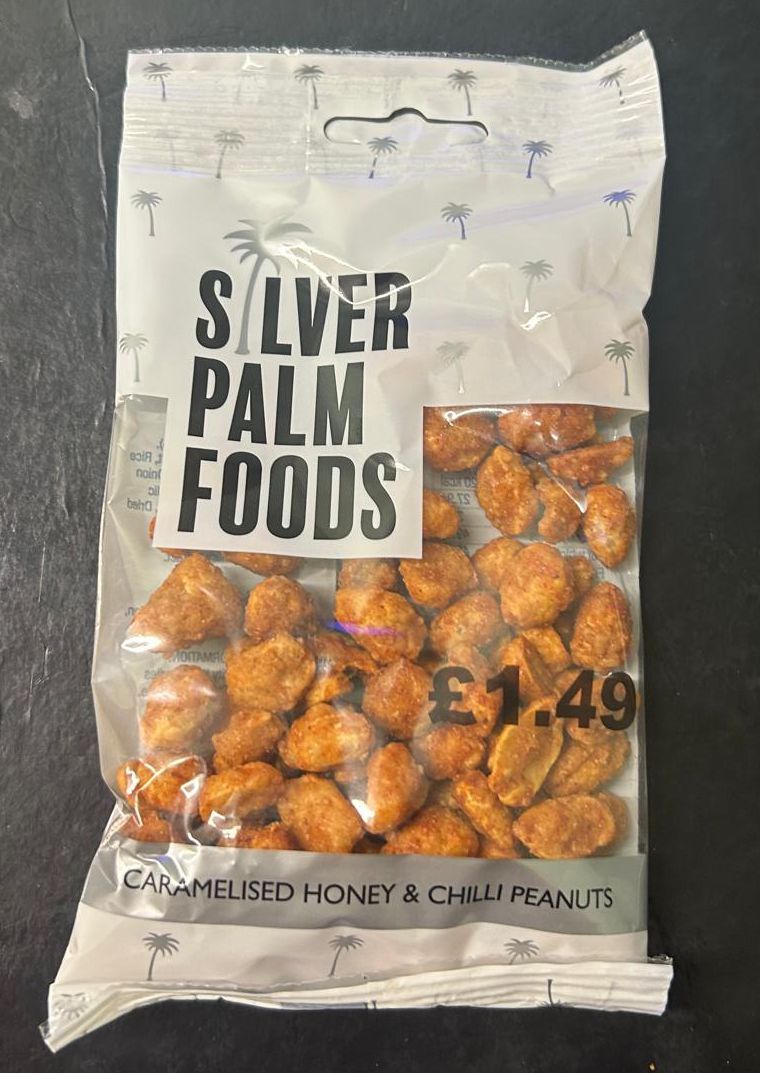 SILVER
PALM
FOODS
£1.49
CARAMELISED HONEY & CHILLI PEANUTS